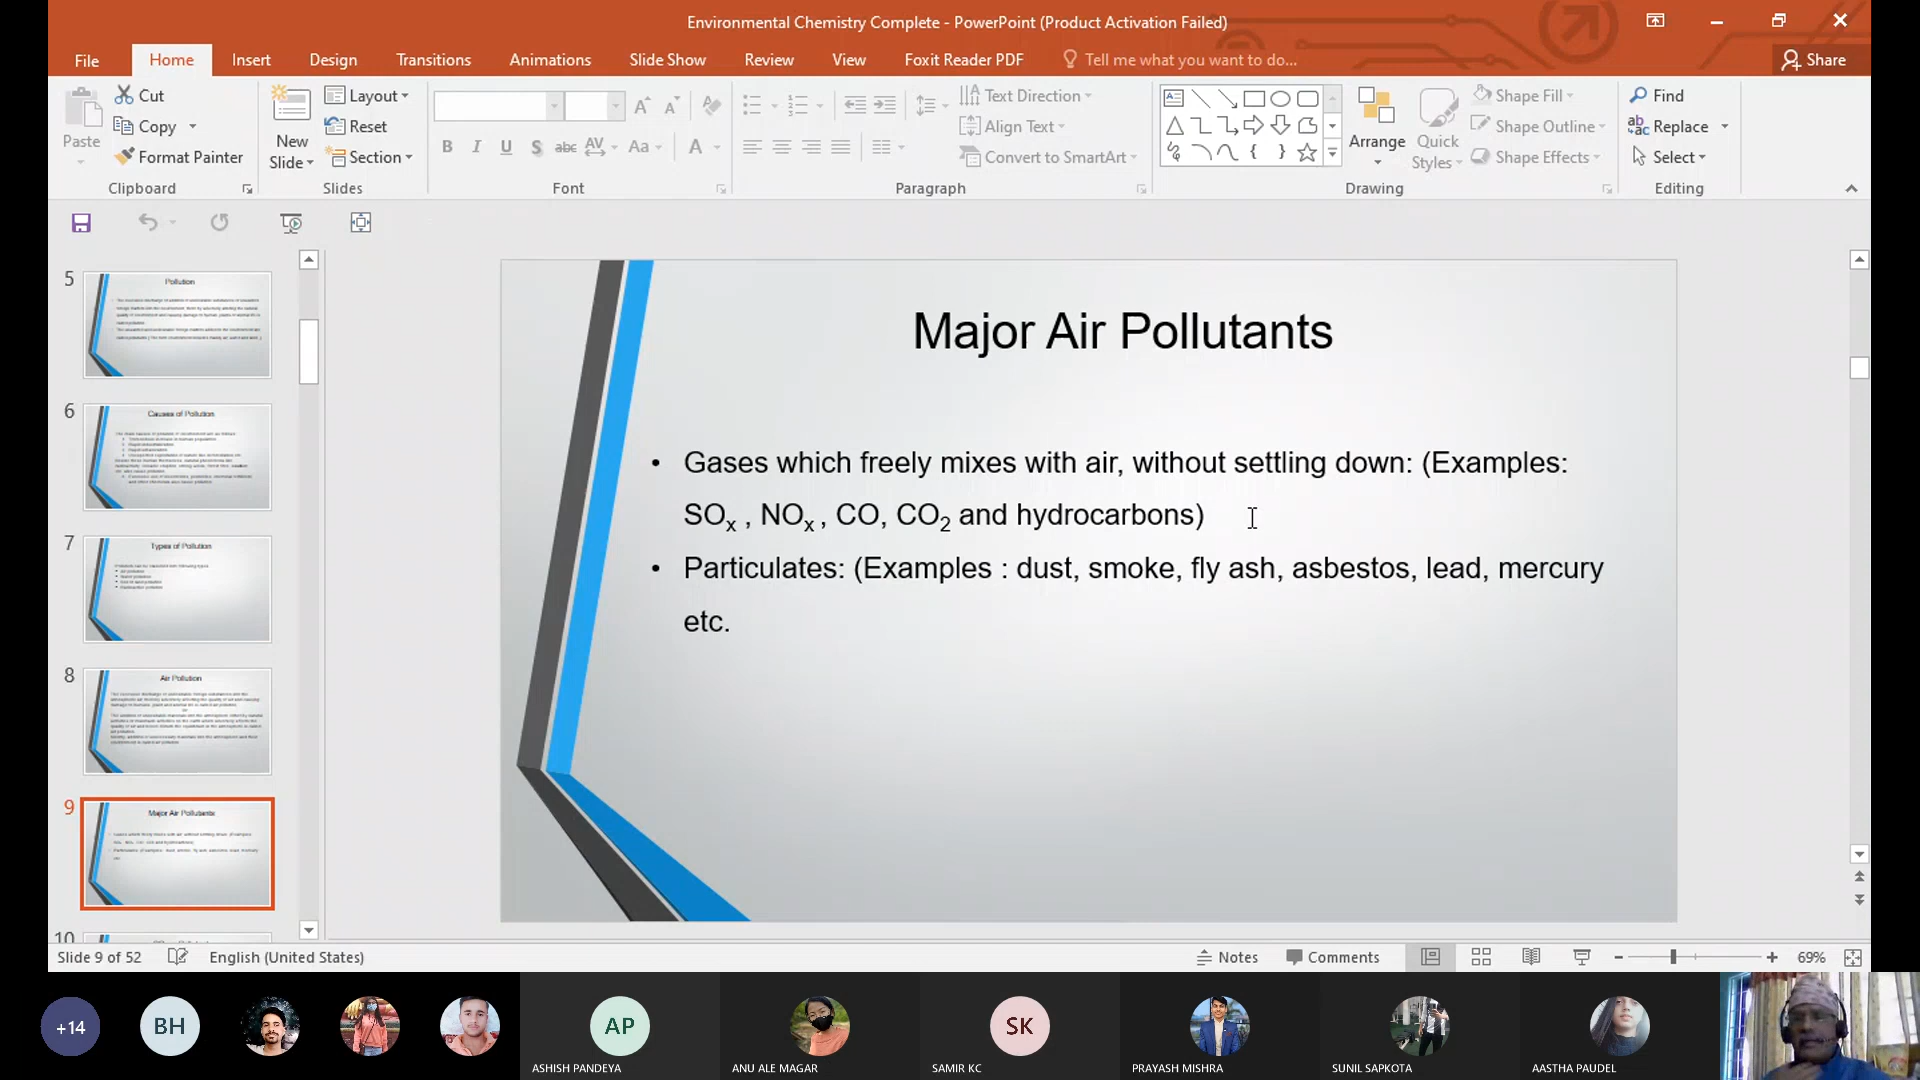 Environmental Chemistry Complete - PowerPoint (Product Activation Failed)
File Home Insert Design Transitions Animations Slide Show Review View Foxit Reader PDF Tell me what you want to do... Share
Paste
Cut
Copy
Format Painter
Clipboard
New
Slide
Layout
Reset
Section
Slides
B I U S abc AV Aa A
Font
Text Direction
Align Text
Convert to SmartArt
Paragraph
Arrange
Quick
Styles
Shape Fill
Shape Outline
Shape Effects
Drawing
Find
Replace
Select
Editing
5
Pollution
6
Causes of Pollution
7
Types of Pollution
8
Air Pollution
9
Major Air Pollutants
10
Major Air Pollutants
• Gases which freely mixes with air, without settling down: (Examples:
SOx , NOx , CO, CO2 and hydrocarbons)
• Particulates: (Examples : dust, smoke, fly ash, asbestos, lead, mercury
etc.
Slide 9 of 52 English (United States) Notes Comments 69%
+14 BH AP SK
ASHISH PANDEYA ANU ALE MAGAR SAMIR KC PRAYASH MISHRA SUNIL SAPKOTA AASTHA PAUDEL